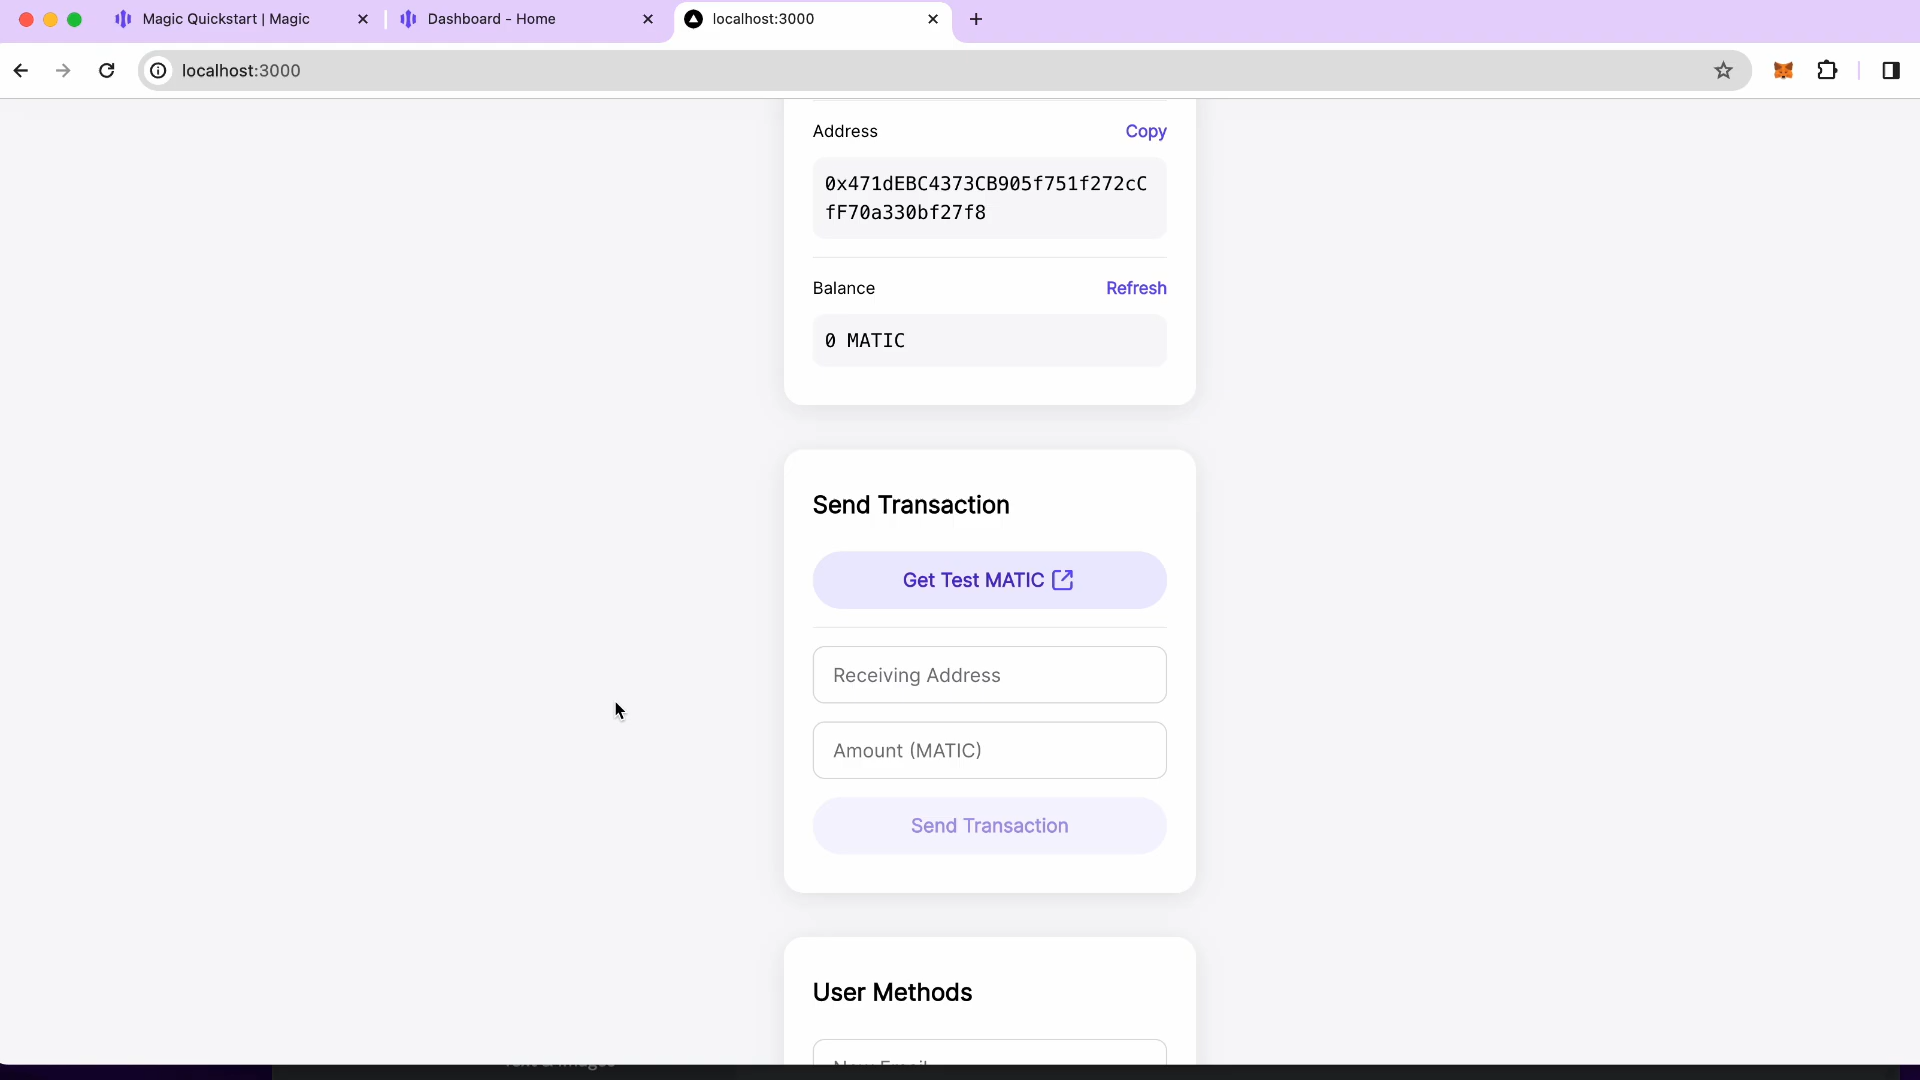 Magic Quickstart | Magic
Dashboard - Home
localhost:3000
localhost:3000
Address
Copy
0x471dEBC4373CB905f751f272cC
fF70a330bf27f8
Balance
Refresh
0 MATIC
Send Transaction
Get Test MATIC
Receiving Address
Amount (MATIC)
Send Transaction
User Methods